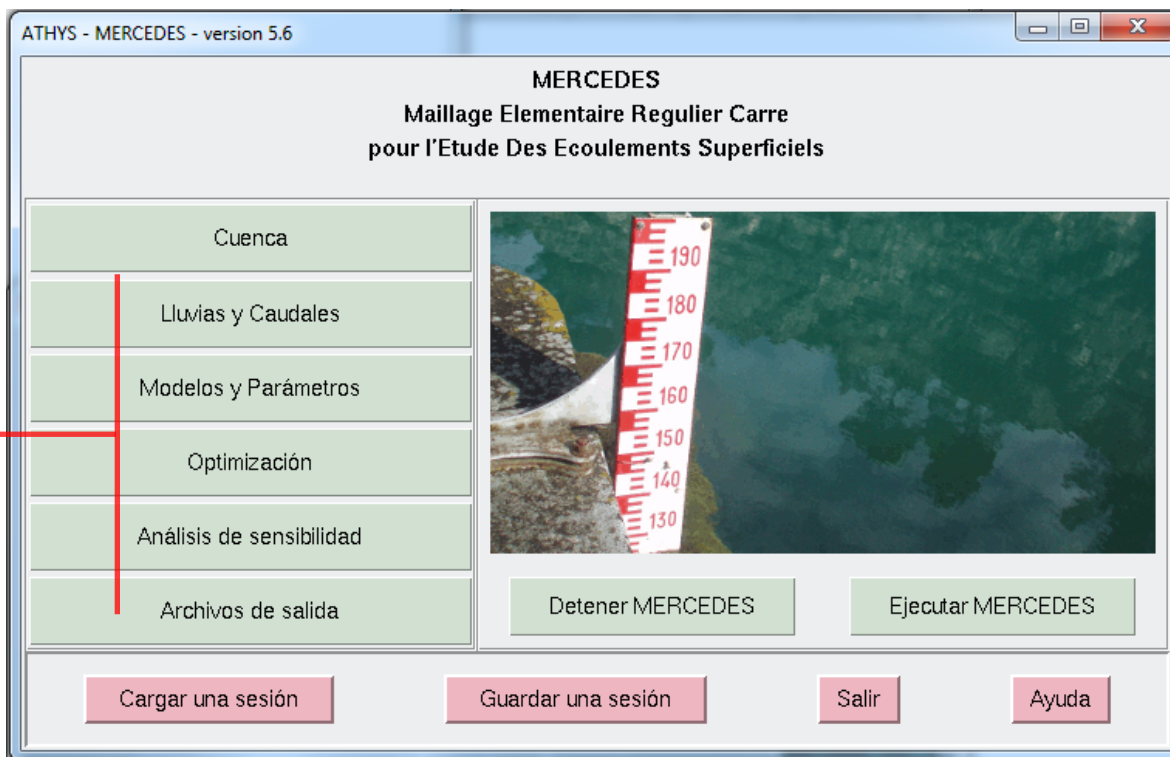 ATHYS - MERCEDES - version 5.6
MERCEDES
Maillage Elementaire Regulier Carre
pour l'Etude Des Ecoulements Superficiels
Cuenca
Lluvias y Caudales
Modelos y Parámetros
Optimización
Análisis de sensibilidad
Archivos de salida
190
180
170
160
150
140
130
Detener MERCEDES
Ejecutar MERCEDES
Cargar una sesión
Guardar una sesión
Salir
Ayuda